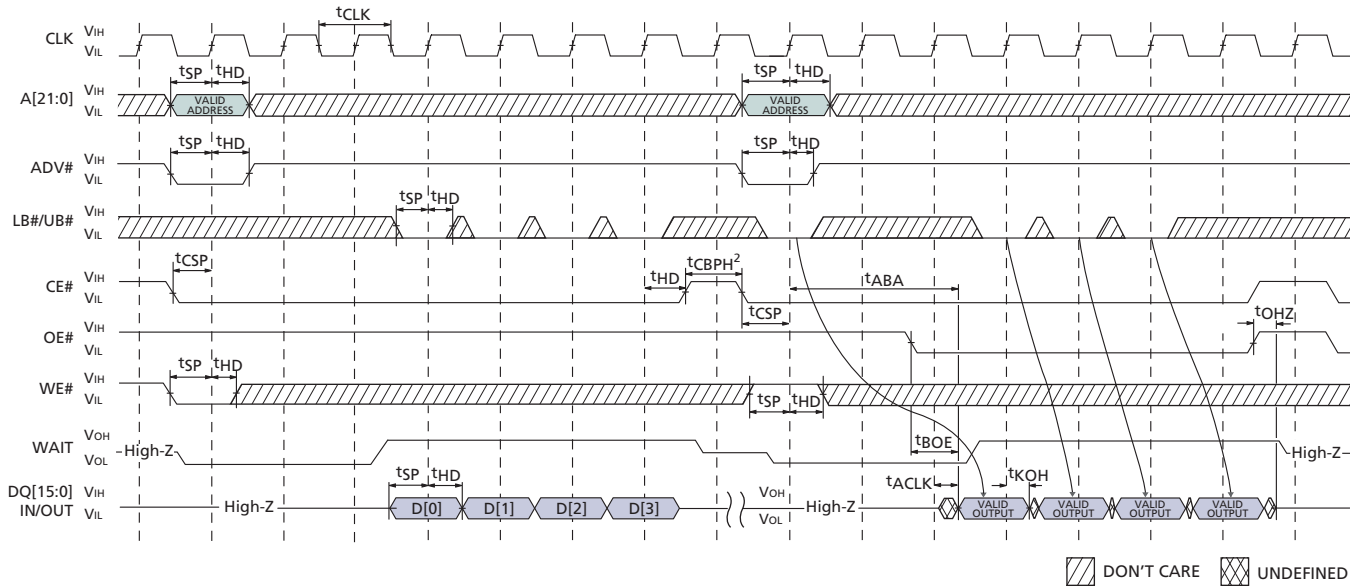 tCLK
CLK VIH
VIL
tSP tHD tSP tHD
A[21:0] VIH
VIL
VALID ADDRESS VALID ADDRESS
tSP tHD tSP tHD
ADV# VIH
VIL
tSP tHD
LB#/UB# VIH
VIL
tCSP tHD tCBPH2 tABA
CE# VIH
VIL
tCSP tOHZ
OE# VIH
VIL
tSP tHD
WE# VIH
VIL
tSP tHD
WAIT VOH
VOL
High-Z High-Z
tBOE
tSP tHD tACLK tKOH
DQ[15:0] IN/OUT VIH
VIL
High-Z D[0] D[1] D[2] D[3] VOH
VOL
High-Z VALID OUTPUT VALID OUTPUT VALID OUTPUT VALID OUTPUT
DON'T CARE UNDEFINED